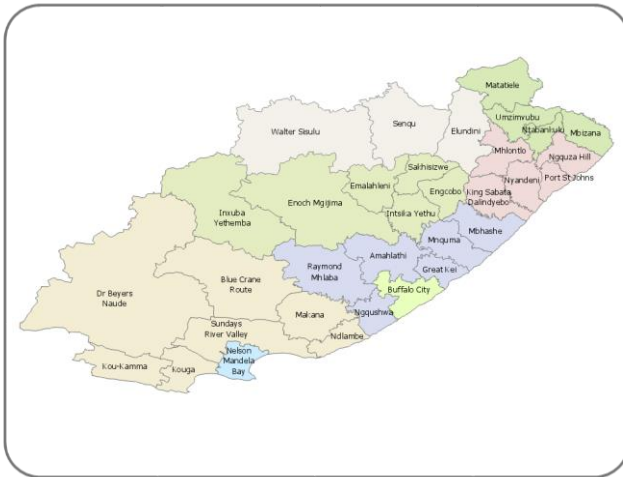 Matatiele
Umzimvubu
Ntabankulu
Mbizana
Walter Sisulu
Senqu
Elundini
Mhlontlo
Ngquza Hill
Port St Johns
Nyandeni
King Sabata
Dalindyebo
Sakhisizwe
Emalahleni
Engcobo
Intsika Yethu
Enoch Mgijima
Inxuba
Yethemba
Mbhashe
Mnquma
Amahlathi
Great Kei
Raymond
Mhlaba
Buffalo City
Ngqushwa
Blue Crane
Route
Dr Beyers
Naude
Makana
Ndlambe
Sundays
River Valley
Nelson
Mandela
Bay
Kouga
Kou-Kamma